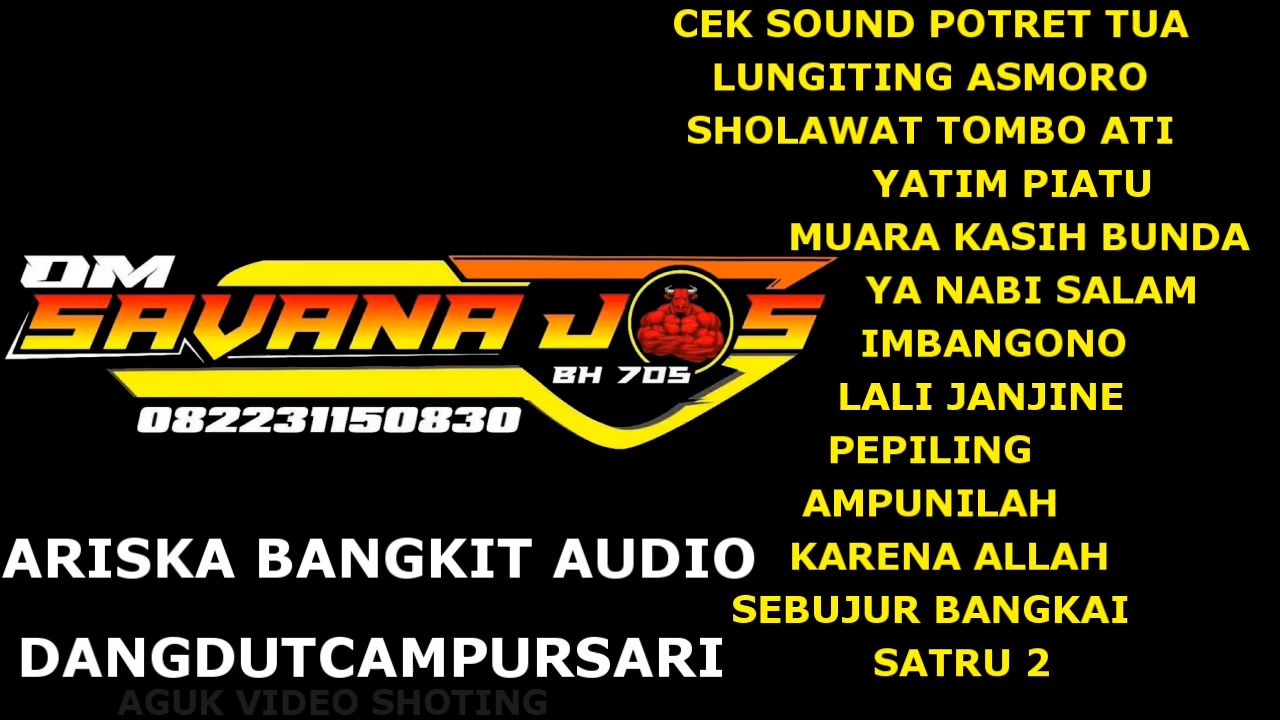 OM
SAVANA JOS
BH 705
082231150830
ARISKA BANGKIT AUDIO
DANGDUTCAMPURSARI
AGUK VIDEO SHOTING
CEK SOUND POTRET TUA
LUNGITING ASMORO
SHOLAWAT TOMBO ATI
YATIM PIATU
MUARA KASIH BUNDA
YA NABI SALAM
IMBANGONO
LALI JANJINE
PEPILING
AMPUNILAH
KARENA ALLAH
SEBUJUR BANGKAI
SATRU 2